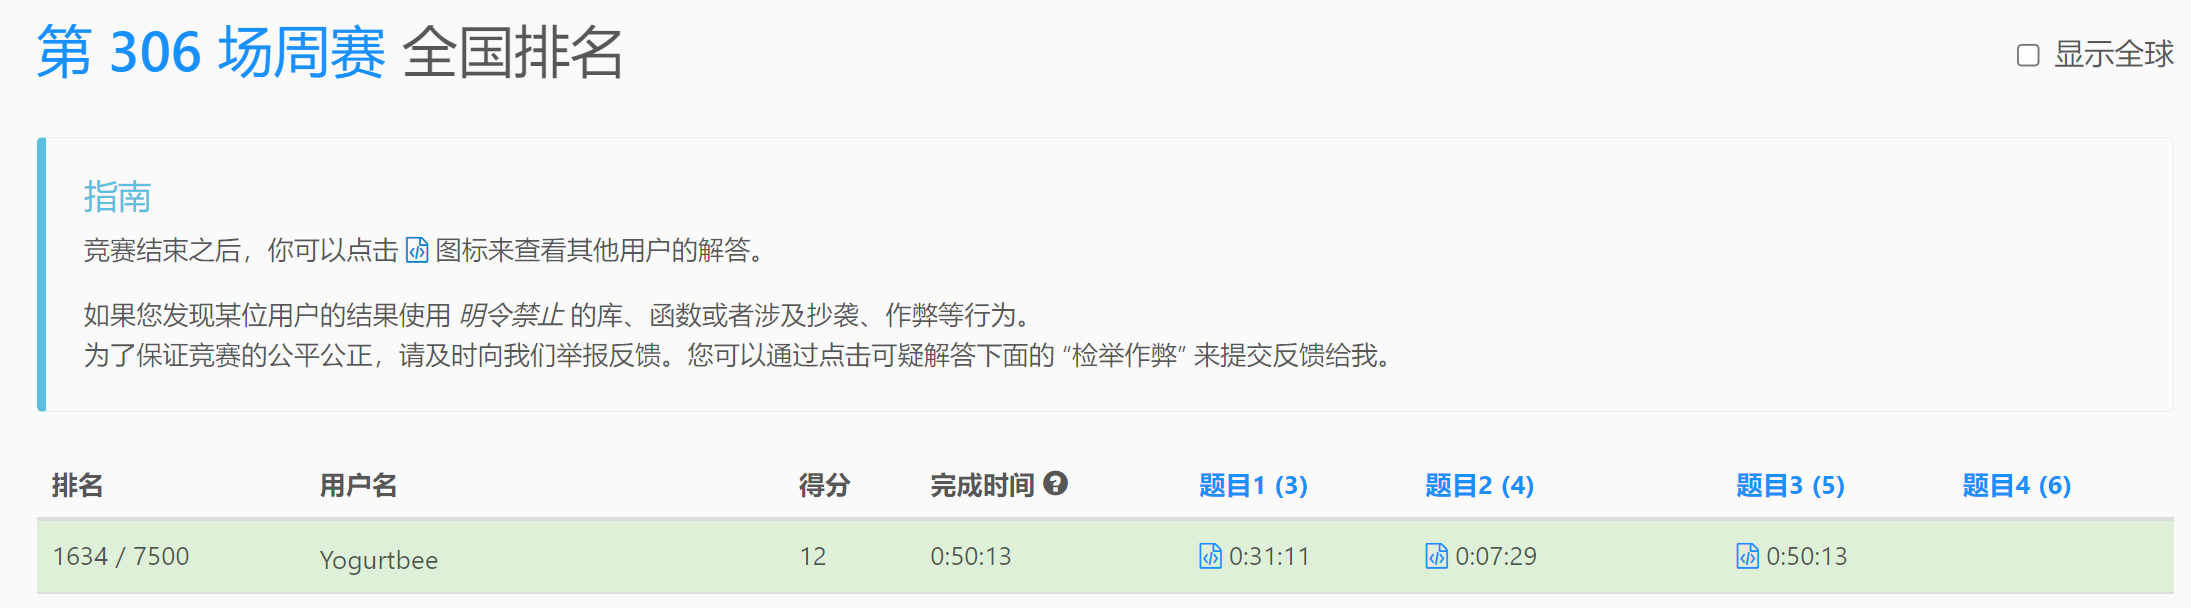 第 306 场周赛 全国排名
显示全球
指南
竞赛结束之后，你可以点击 图标来查看其他用户的解答。
如果您发现某位用户的结果使用 明令禁止 的库、函数或者涉及抄袭、作弊等行为。
为了保证竞赛的公平公正，请及时向我们举报反馈。您可以通过点击可疑解答下面的 “检举作弊” 来提交反馈给我。
排名 用户名 得分 完成时间 ? 题目1 (3) 题目2 (4) 题目3 (5) 题目4 (6)
1634 / 7500 Yogurtbee 12 0:50:13 0:31:11 0:07:29 0:50:13